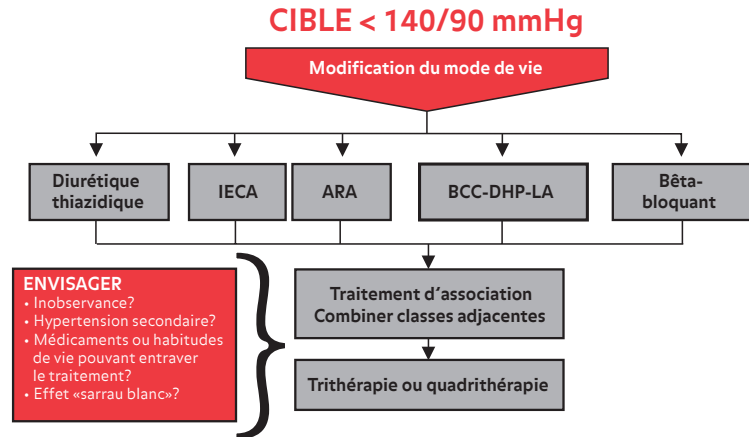 CIBLE < 140/90 mmHg
Modification du mode de vie
Diurétique
thiazidique
IECA
ARA
BCC-DHP-LA
Bêta-
bloquant
ENVISAGER
• Inobservance?
• Hypertension secondaire?
• Médicaments ou habitudes
de vie pouvant entraver
le traitement?
• Effet «sarrau blanc»?
Traitement d'association
Combiner classes adjacentes
Trithérapie ou quadrithérapie